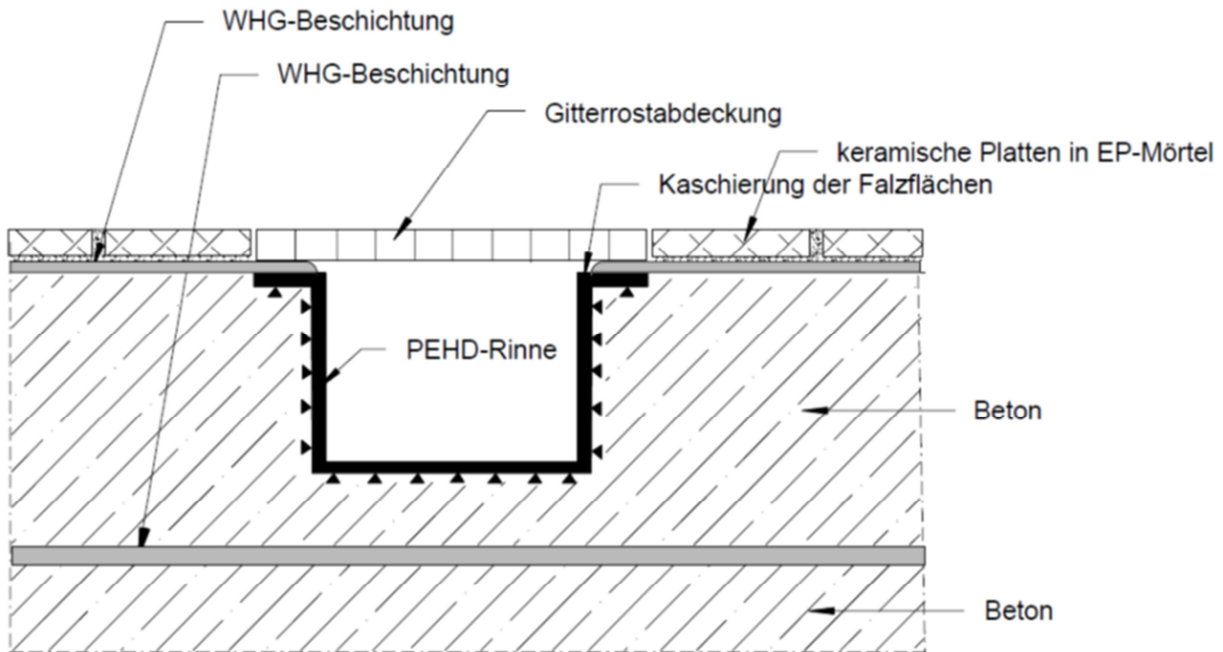 WHG-Beschichtung
WHG-Beschichtung
Gitterrostabdeckung
keramische Platten in EP-Mörtel
Kaschierung der Falzflächen
PEHD-Rinne
Beton
Beton